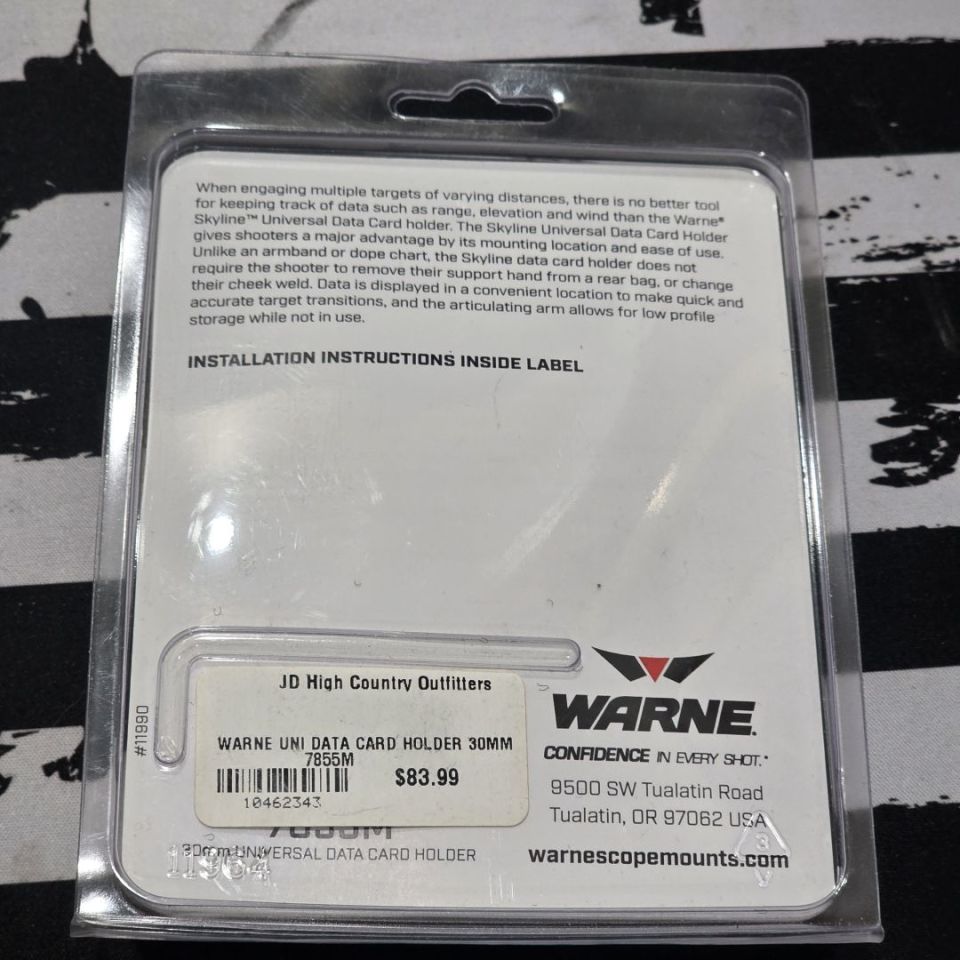 When engaging multiple targets of varying distances, there is no better tool
for keeping track of data such as range, elevation and wind than the Warne®
Skyline™ Universal Data Card holder. The Skyline Universal Data Card Holder
gives shooters a major advantage by its mounting location and ease of use.
Unlike an armband or dope chart, the Skyline data card holder does not
require the shooter to remove their support hand from a rear bag, or change
their cheek weld. Data is displayed in a convenient location to make quick and
accurate target transitions, and the articulating arm allows for low profile
storage while not in use.
INSTALLATION INSTRUCTIONS INSIDE LABEL
#11990
JD High Country Outfitters
WARNE UNI DATA CARD HOLDER 30MM
7855M
$83.99
10462343
30mm UNIVERSAL DATA CARD HOLDER
11964
WARNE
CONFIDENCE IN EVERY SHOT.
9500 SW Tualatin Road
Tualatin, OR 97062 USA
3
warnescopemounts.com